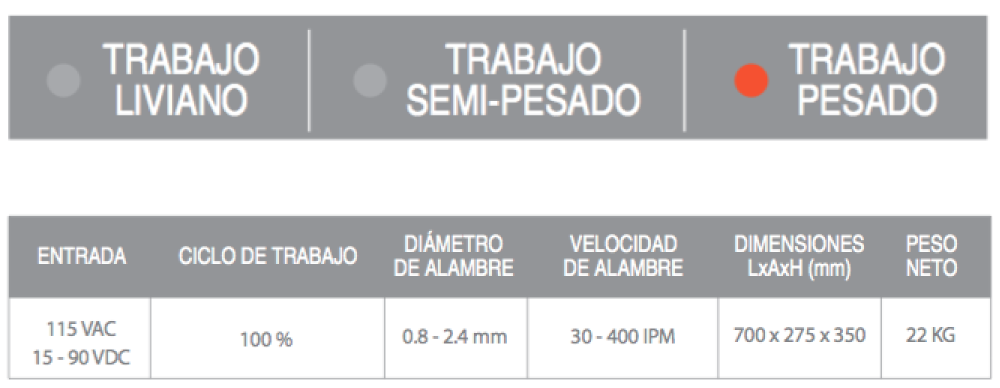 TRABAJO
LIVIANO
TRABAJO
SEMI-PESADO
TRABAJO
PESADO
ENTRADA
CICLO DE TRABAJO
DIÁMETRO
DE ALAMBRE
VELOCIDAD
DE ALAMBRE
DIMENSIONES
LxAxH (mm)
PESO
NETO
115 VAC
15 - 90 VDC
100 %
0.8 - 2.4 mm
30 - 400 IPM
700 x 275 x 350
22 KG